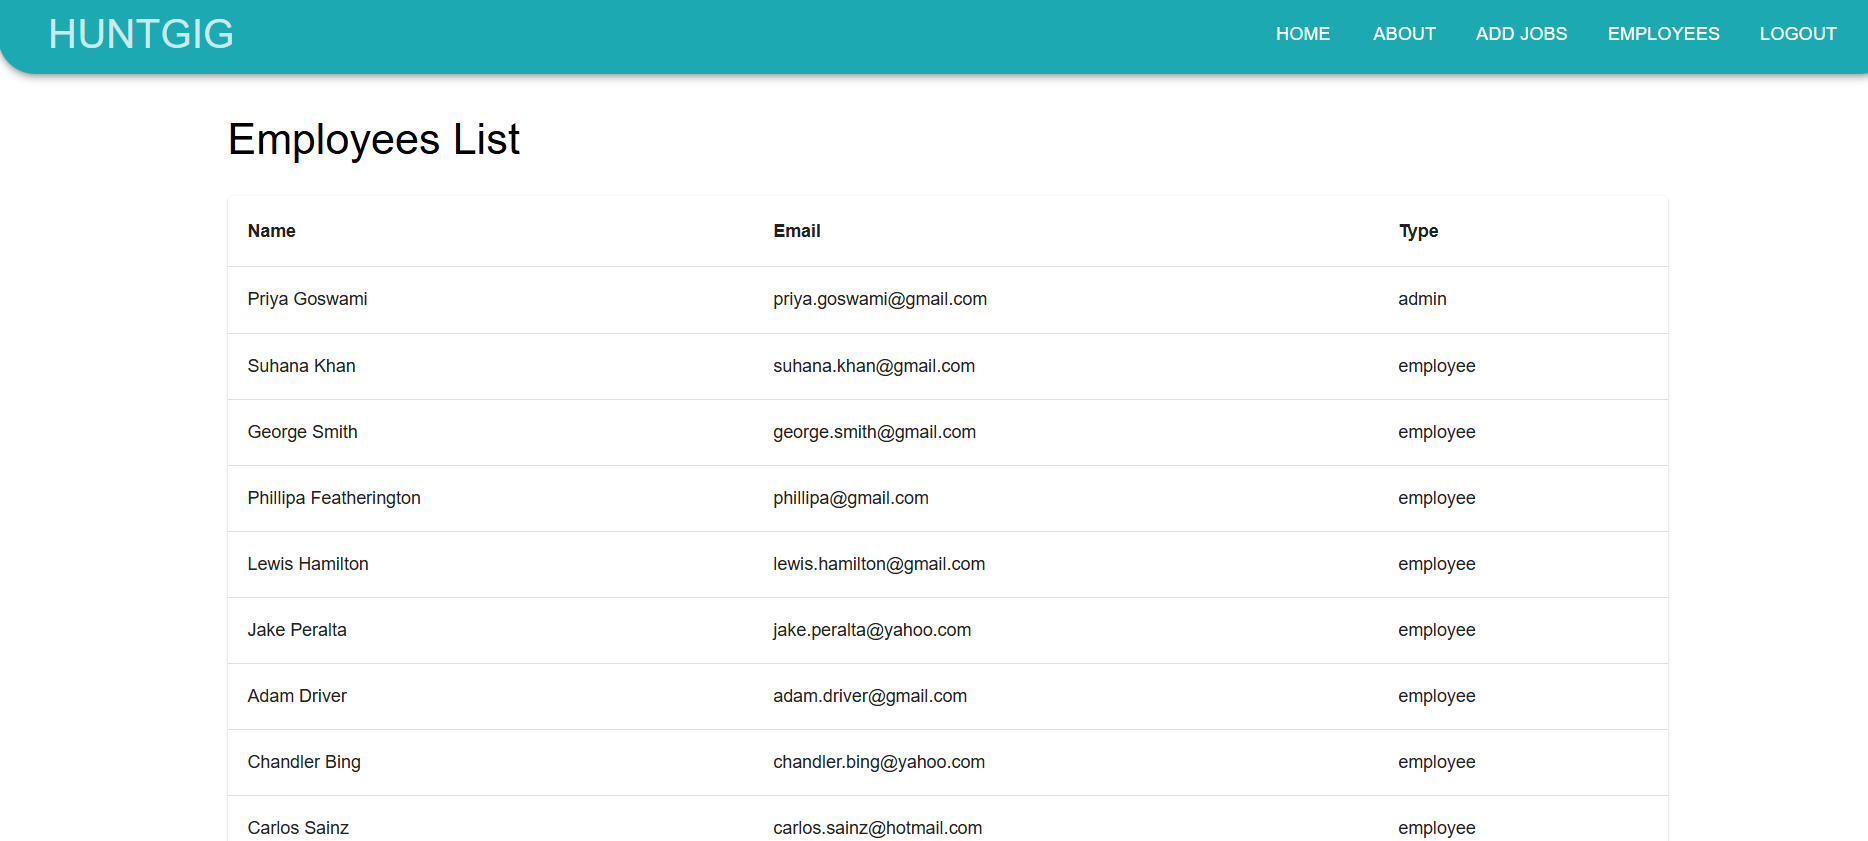 HUNTGIG HOME ABOUT ADD JOBS EMPLOYEES LOGOUT
Employees List
Name Email Type
Priya Goswami priya.goswami@gmail.com admin
Suhana Khan suhana.khan@gmail.com employee
George Smith george.smith@gmail.com employee
Phillipa Featherington phillipa@gmail.com employee
Lewis Hamilton lewis.hamilton@gmail.com employee
Jake Peralta jake.peralta@yahoo.com employee
Adam Driver adam.driver@gmail.com employee
Chandler Bing chandler.bing@yahoo.com employee
Carlos Sainz carlos.sainz@hotmail.com employee